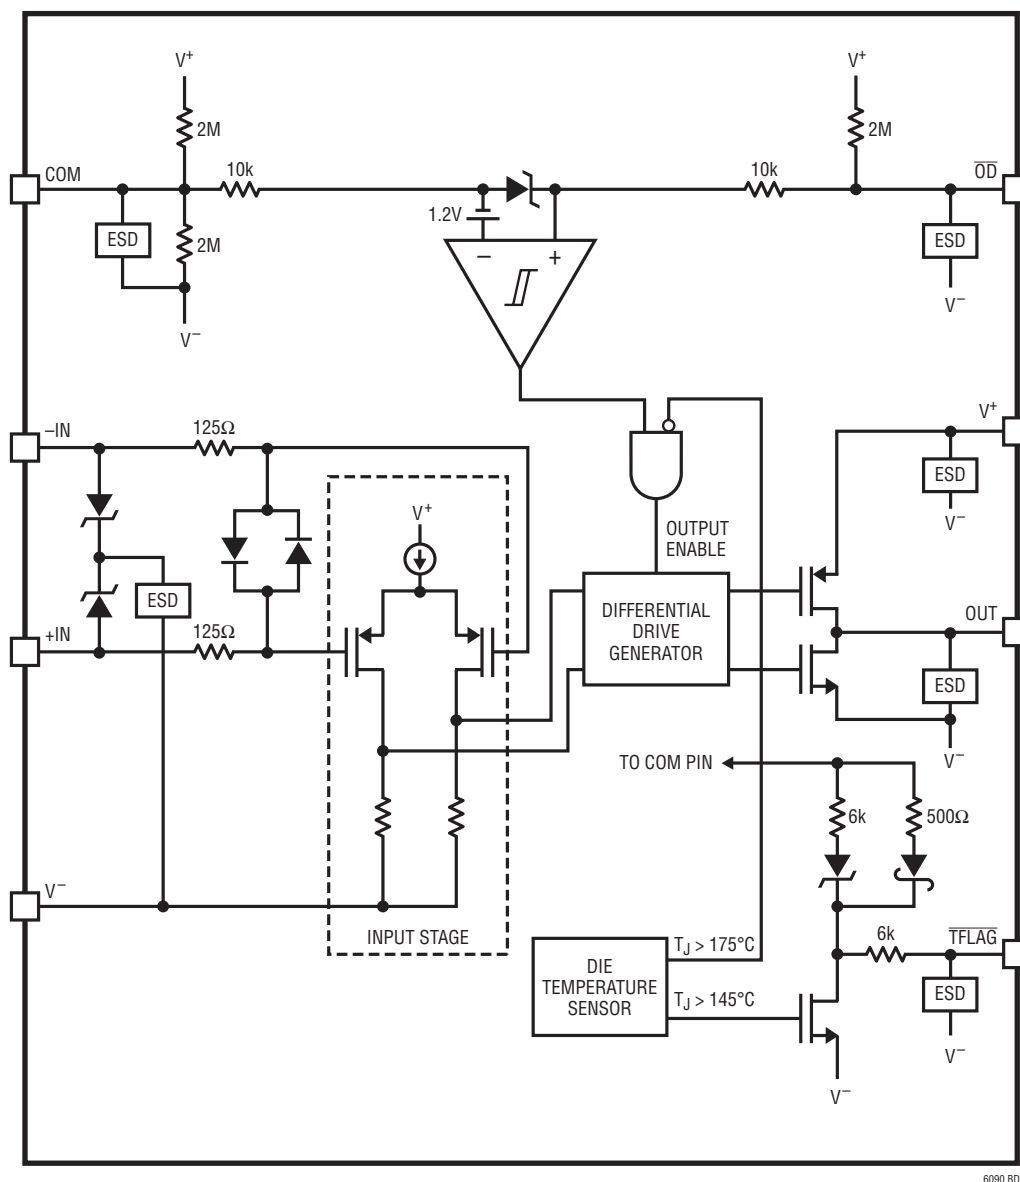 V+
V+
2M
2M
COM
10k
10k
OD
1.2V
ESD
2M
ESD
−
+
V−
V−
–IN
125Ω
V+
ESD
V+
V−
OUTPUT
ENABLE
ESD
DIFFERENTIAL
DRIVE
GENERATOR
OUT
+IN
125Ω
ESD
V−
TO COM PIN
6k
500Ω
V−
INPUT STAGE
6k
TFLAG
TJ > 175°C
DIE
TEMPERATURE
SENSOR
TJ > 145°C
ESD
V−
V−
6090 BD